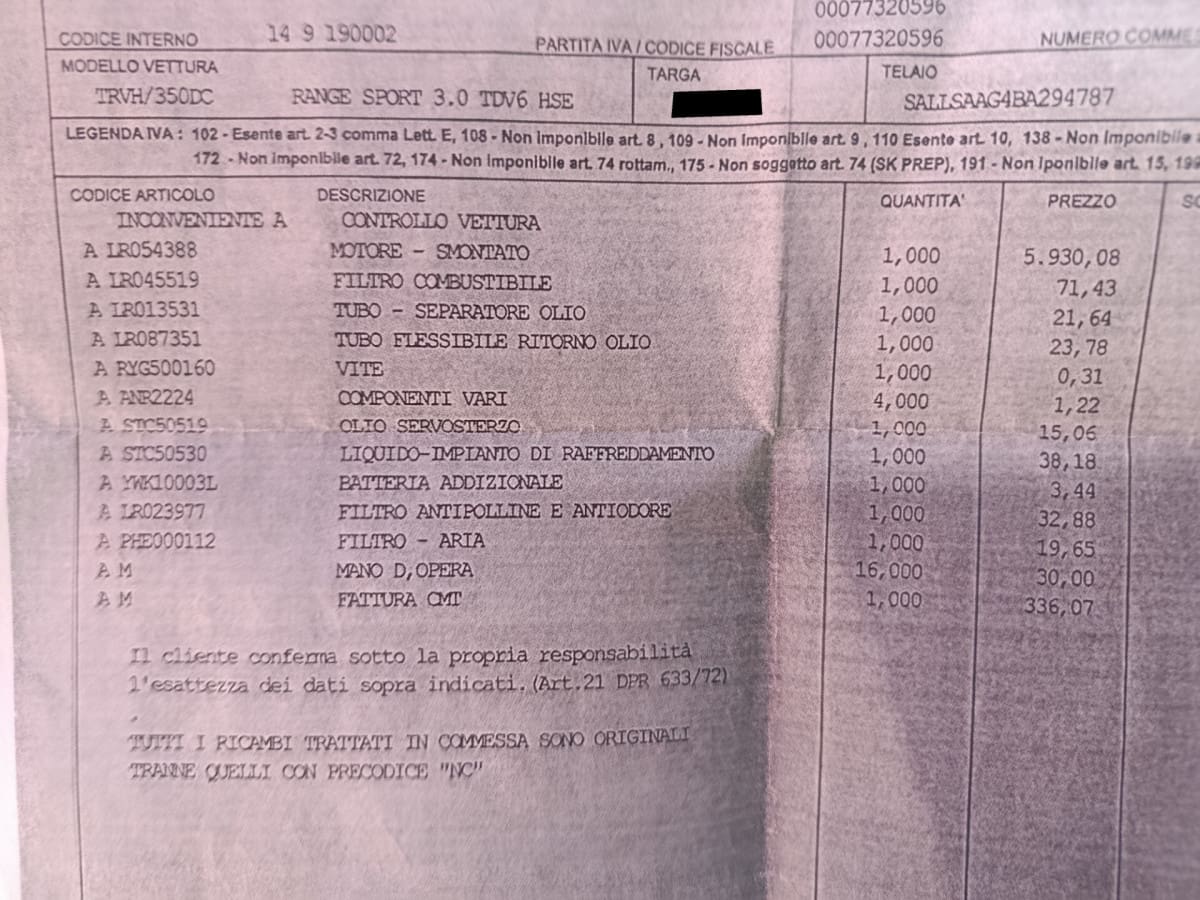 00077320596
CODICE INTERNO 14 9 190002 PARTITA IVA / CODICE FISCALE 00077320596 NUMERO
MODELLO VETTURA TARGA TELAIO
TRVH/350DC RANGE SPORT 3.0 TDV6 HSE SALLSAAG4BA294787
LEGENDA IVA : 102 - Esente art. 2-3 comma Lett. E, 108 - Non Imponibile art. 8 , 109 - Non Imponibile art. 9 , 110 Esente art. 10, 138 - Non Imponibile
172 - Non imponibile art. 72, 174 - Non Imponibile art. 74 rottam., 175 - Non soggetto art. 74 (SK PREP), 191 - Non Iponibile art. 15,
CODICE ARTICOLO DESCRIZIONE QUANTITA' PREZZO
INCONVENIENTE A CONTROLLO VETTURA
A LR054388 MOTORE - SMONTATO 1,000 5.930,08
A LR045519 FILTRO COMBUSTIBILE 1,000 71,43
A LR013531 TUBO - SEPARATORE OLIO 1,000 21,64
A LR087351 TUBO FLESSIBILE RITORNO OLIO 1,000 23,78
A RYG500160 VITE 1,000 0,31
A ANR2224 COMPONENTI VARI 4,000 1,22
A STC50519 OLIO SERVOSTERZO 1,000 15,06
A STC50530 LIQUIDO-IMPIANTO DI RAFFREDDAMENTO 1,000 38,18
A YWK10003L BATTERIA ADDIZIONALE 1,000 3,44
A LR023977 FILTRO ANTIPOLLINE E ANTIODORE 1,000 32,88
A PHE000112 FILTRO - ARIA 1,000 19,65
A M MANO D,OPERA 16,000 30,00
A M FATTURA CMT 1,000 336,07
Il cliente conferma sotto la propria responsabilità
l'esattezza dei dati sopra indicati.(Art.21 DPR 633/72)
.
TUTTI I RICAMBI TRATTATI IN COMMESSA SONO ORIGINALI
TRANNE QUELLI CON PRECODICE "NC"